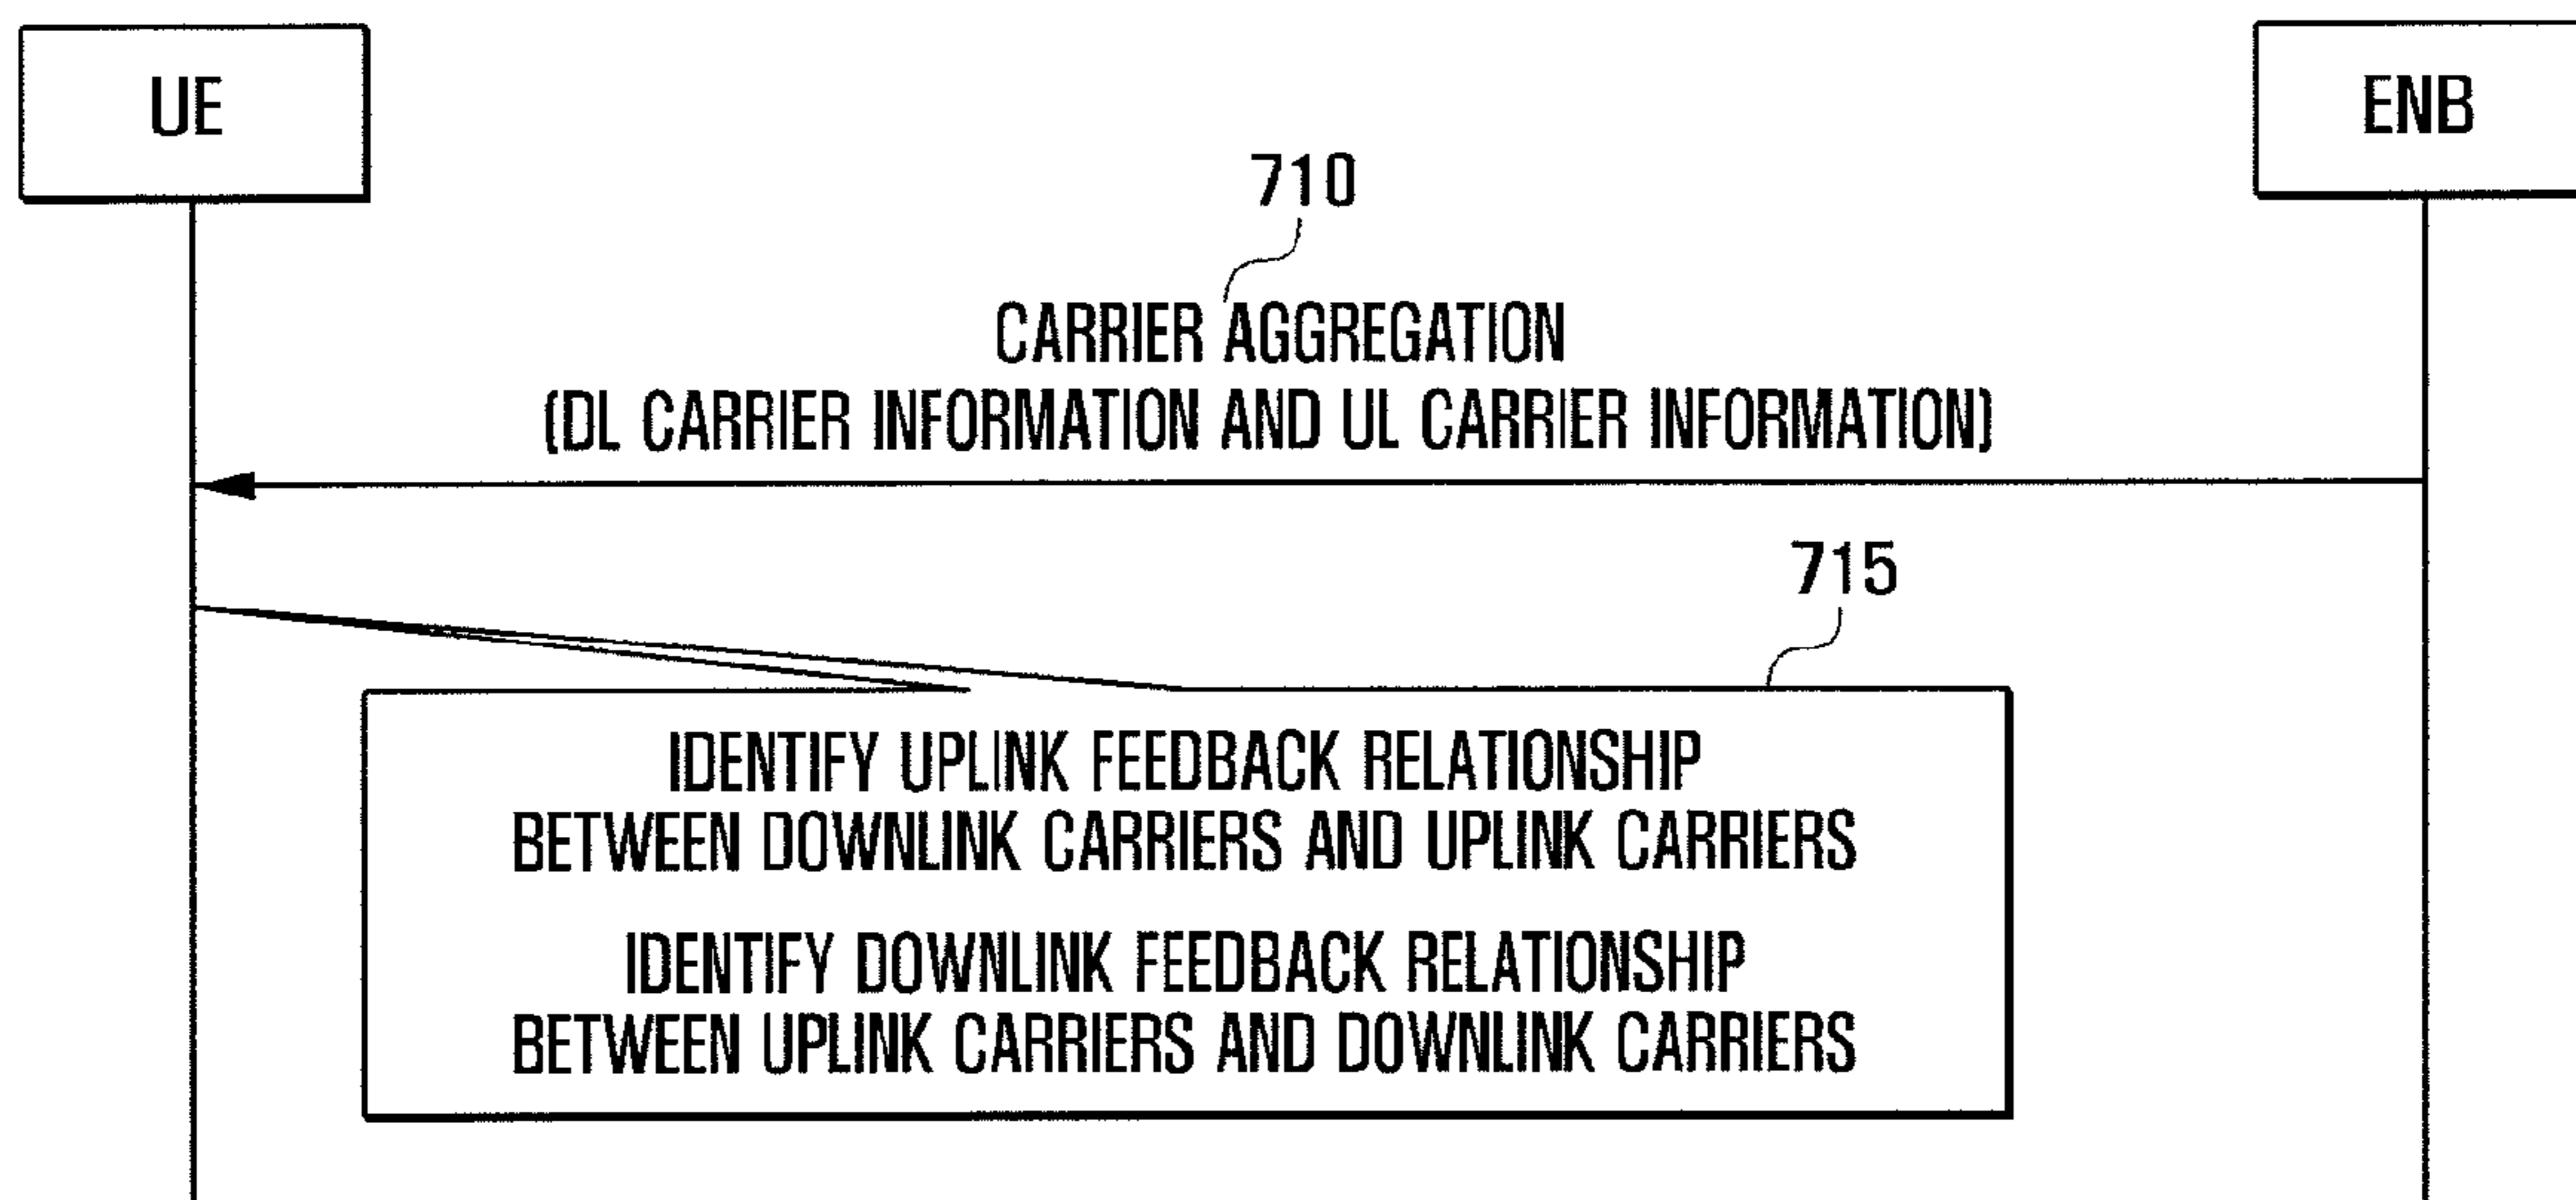 UE
ENB
710
CARRIER AGGREGATION
(DL CARRIER INFORMATION AND UL CARRIER INFORMATION)
715
IDENTIFY UPLINK FEEDBACK RELATIONSHIP
BETWEEN DOWNLINK CARRIERS AND UPLINK CARRIERS
IDENTIFY DOWNLINK FEEDBACK RELATIONSHIP
BETWEEN UPLINK CARRIERS AND DOWNLINK CARRIERS